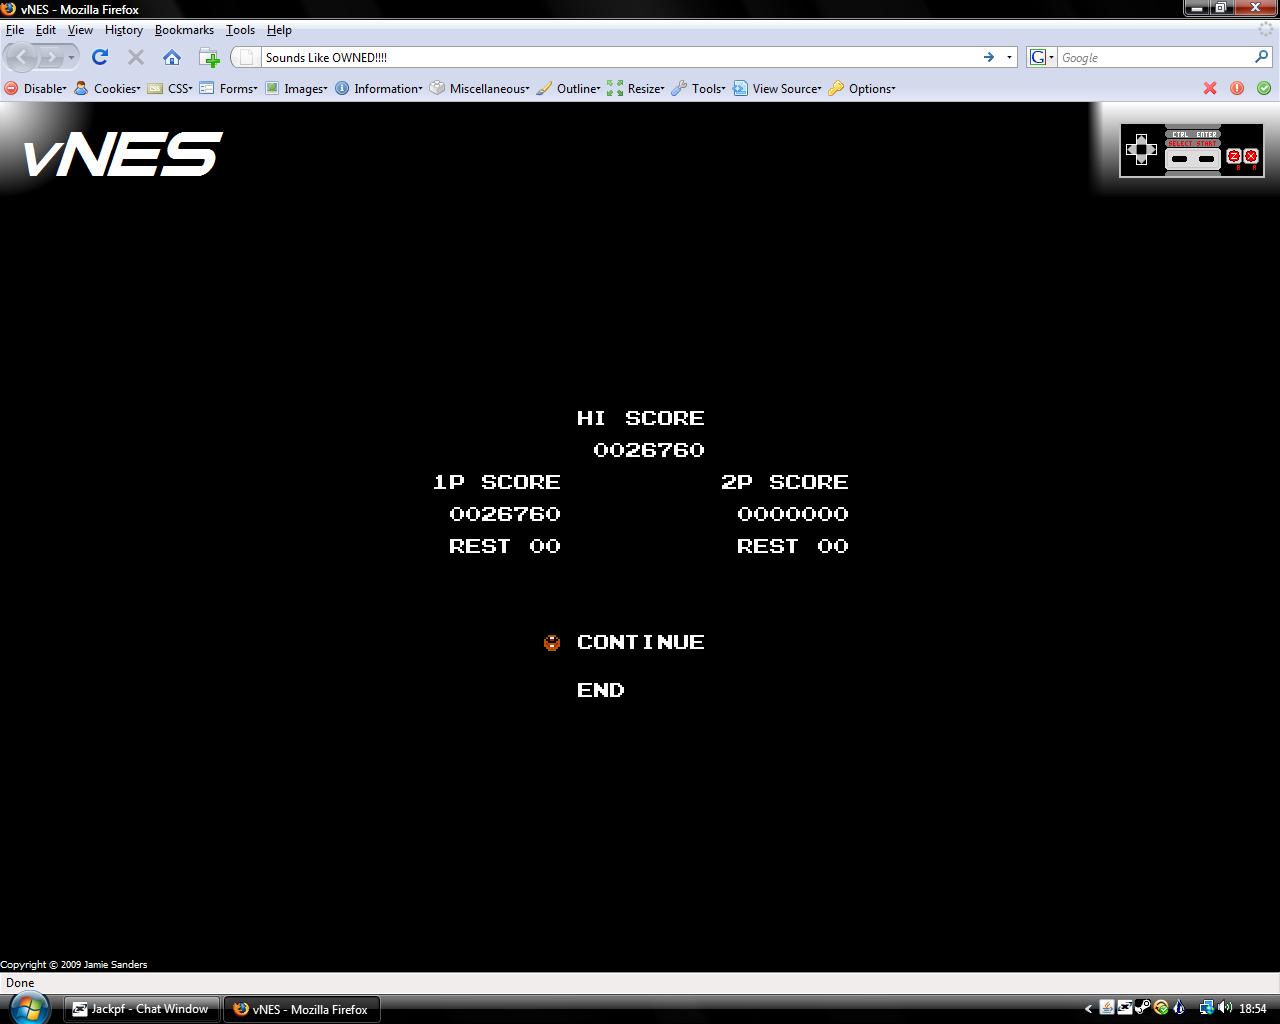 vNES - Mozilla Firefox
File Edit View History Bookmarks Tools Help
Sounds Like OWNED!!!!
Google
Disable Cookies CSS Forms Images Information Miscellaneous Outline Resize Tools View Source Options
vNES
CTRL ENTER
SELECT START
Z X
B A
HI SCORE
0026760
1P SCORE 2P SCORE
0026760 0000000
REST 00 REST 00
CONTINUE
END
Copyright © 2009 Jamie Sanders
Done
Jackpf - Chat Window vNES - Mozilla Firefox 18:54